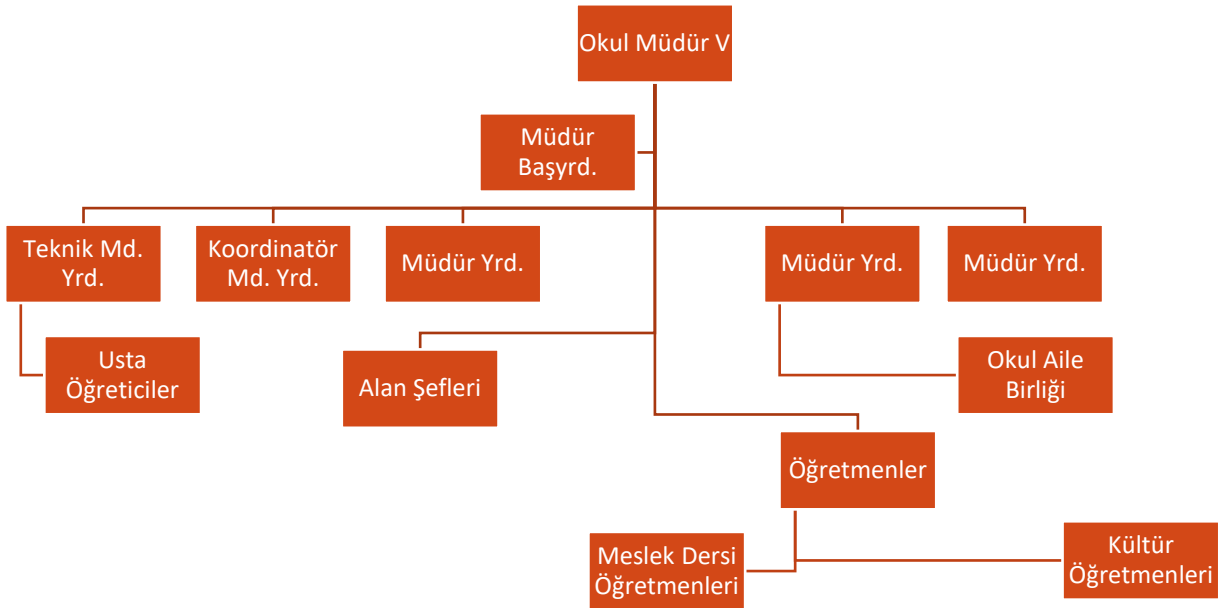 Okul Müdür V
Müdür
Başyrd.
Teknik Md.
Yrd.
Koordinatör
Md. Yrd.
Müdür Yrd.
Müdür Yrd.
Müdür Yrd.
Usta
Öğreticiler
Alan Şefleri
Okul Aile
Birliği
Öğretmenler
Meslek Dersi
Öğretmenleri
Kültür
Öğretmenleri